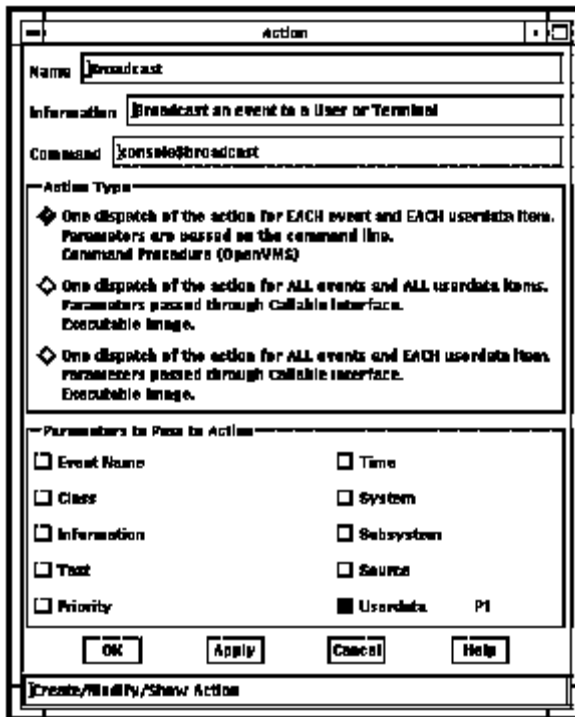 Action
Name Broadcast
Information Broadcast an event to a User or Terminal
Command console$broadcast
Action Type
One dispatch of the action for EACH event and EACH userdata item.
Parameters are passed on the command line.
Command Procedure (OpenVMS)
One dispatch of the action for ALL events and ALL userdata items.
Parameters passed through Callable Interface.
Executable Image.
One dispatch of the action for ALL events and EACH userdata item.
Parameters passed through Callable Interface.
Executable Image.
Parameters to Pass to Action
Event Name Time
Class System
Information Subsystem
Text Source
Priority Userdata P1
OK Apply Cancel Help
Create/Modify/Show Action